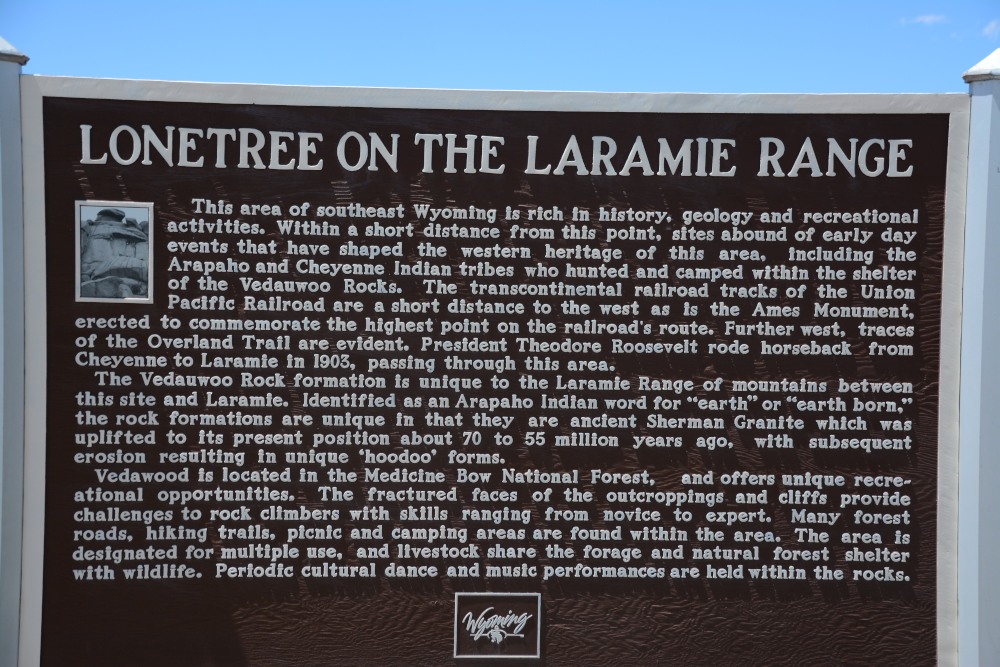 LONETREE ON THE LARAMIE RANGE
This area of southeast Wyoming is rich in history, geology and recreational
activities. Within a short distance from this point, sites abound of early day
events that have shaped the western heritage of this area, including the
Arapaho and Cheyenne Indian tribes who hunted and camped within the shelter
of the Vedauwoo Rocks. The transcontinental railroad tracks of the Union
Pacific Railroad are a short distance to the west as is the Ames Monument,
erected to commemorate the highest point on the railroad's route. Further west, traces
of the Overland Trail are evident. President Theodore Roosevelt rode horseback from
Cheyenne to Laramie in 1903, passing through this area.
The Vedauwoo Rock formation is unique to the Laramie Range of mountains between
this site and Laramie. Identified as an Arapaho Indian word for "earth" or "earth born,"
the rock formations are unique in that they are ancient Sherman Granite which was
uplifted to its present position about 70 to 55 million years ago, with subsequent
erosion resulting in unique 'hoodoo' forms.
Vedawood is located in the Medicine Bow National Forest, and offers unique recre-
ational opportunities. The fractured faces of the outcroppings and cliffs provide
challenges to rock climbers with skills ranging from novice to expert. Many forest
roads, hiking trails, picnic and camping areas are found within the area. The area is
designated for multiple use, and livestock share the forage and natural forest shelter
with wildlife. Periodic cultural dance and music performances are held within the rocks.
Wyoming